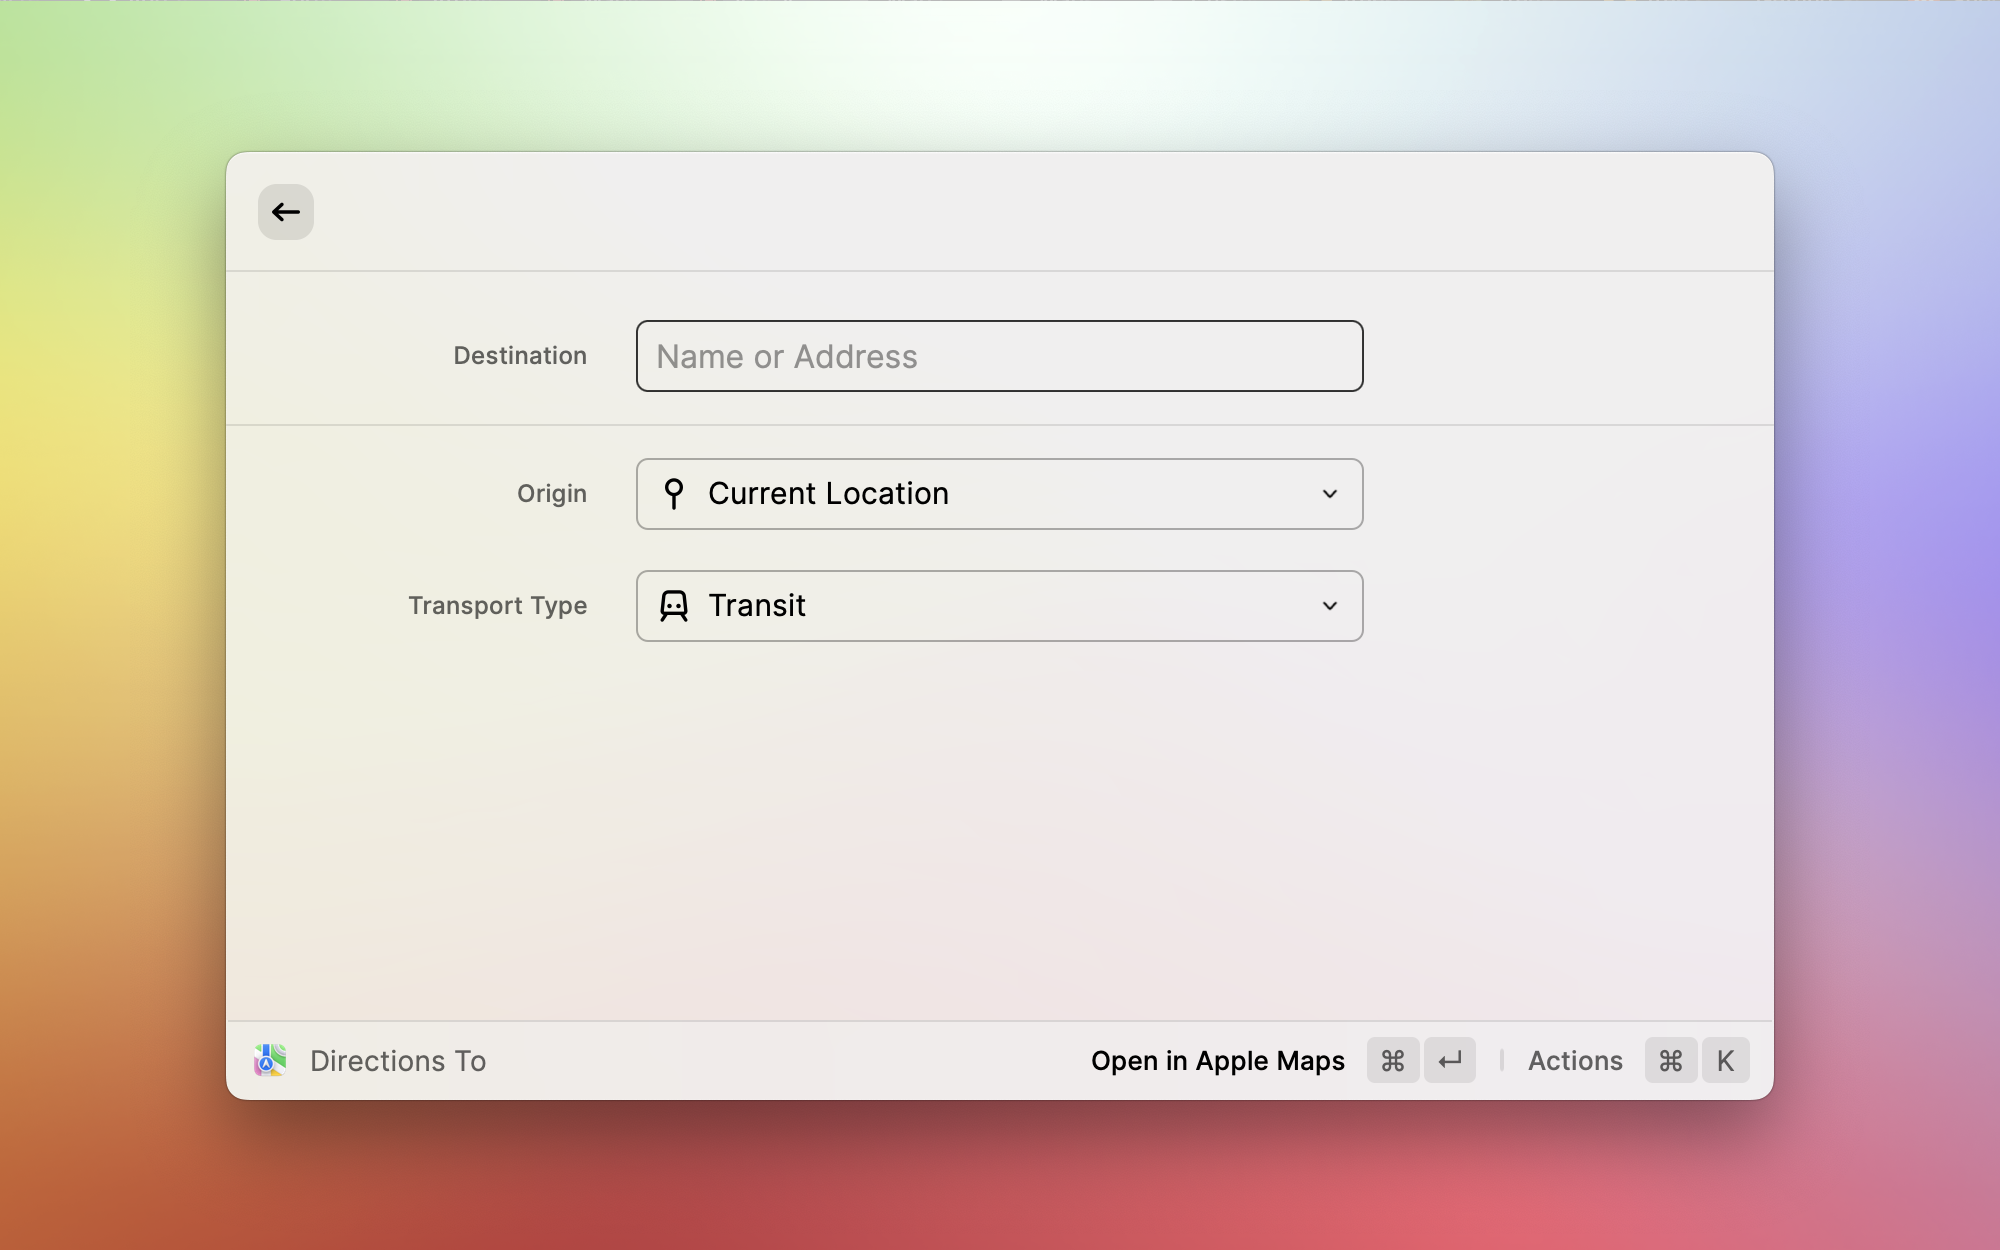 Destination
Name or Address
Origin
Current Location
Transport Type
Transit
Directions To
Open in Apple Maps ⌘ ↵ Actions ⌘ K